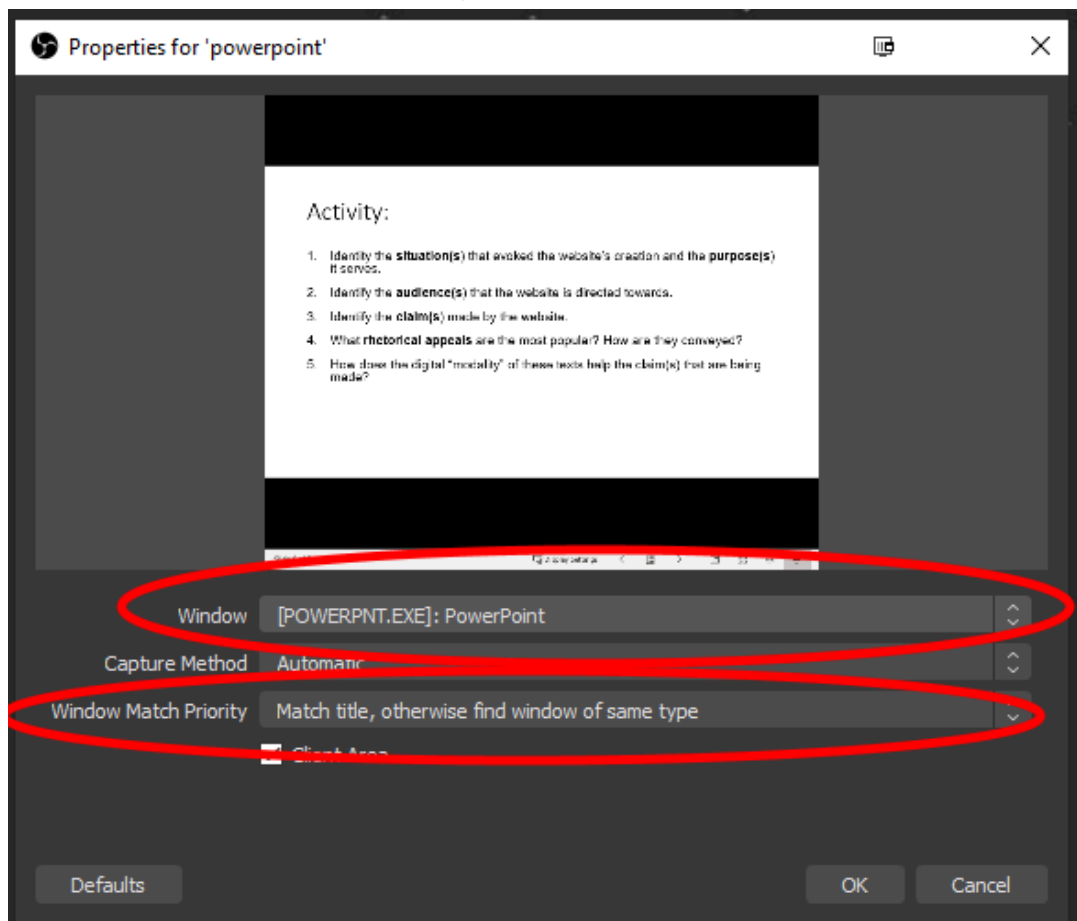 Properties for 'powerpoint'
Activity:
1. Identify the situation(s) that evoked the website's creation and the purpose(s)
it serves.
2. Identify the audience(s) that the website is directed towards.
3. Identify the claim(s) made by the website.
4. What rhetorical appeals are the most popular? How are they conveyed?
5. How does the digital "modality" of these texts help the claim(s) that are being
made?
Window [POWERPNT.EXE]: PowerPoint
Capture Method Automatic
Window Match Priority Match title, otherwise find window of same type
Client Area
Defaults OK Cancel